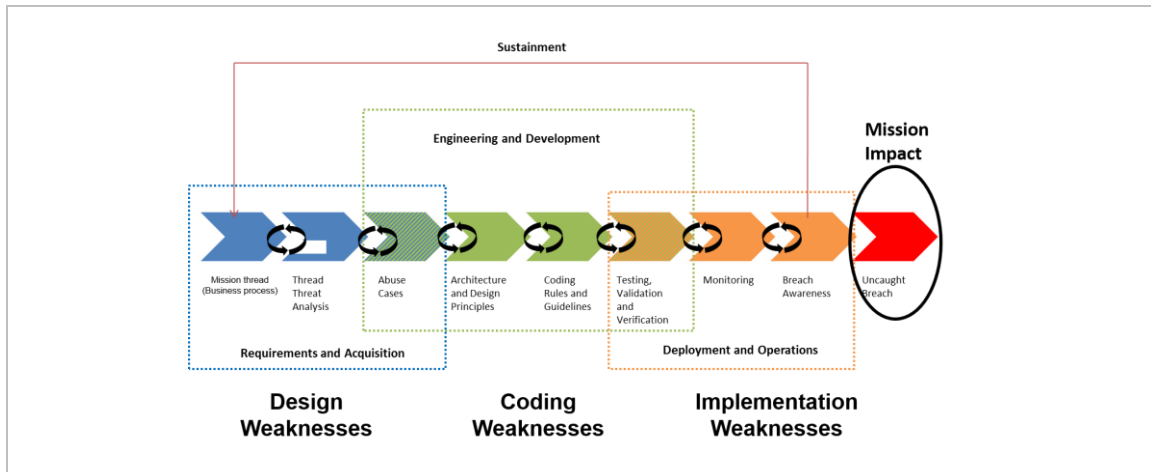 Sustainment
Engineering and Development
Mission
Impact
Mission thread
(Business process)
Thread
Threat
Analysis
Abuse
Cases
Architecture
and Design
Principles
Coding
Rules and
Guidelines
Testing,
Validation
and
Verification
Monitoring
Breach
Awareness
Uncaught
Breach
Requirements and Acquisition
Deployment and Operations
Design
Weaknesses
Coding
Weaknesses
Implementation
Weaknesses